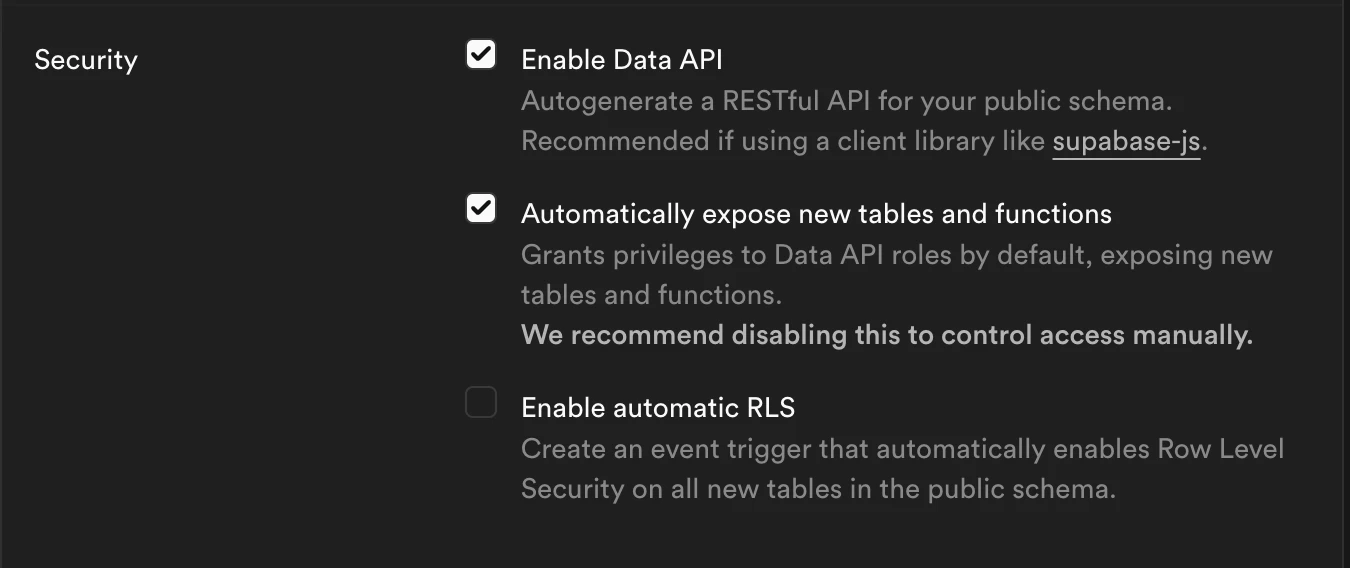 Security
Enable Data API
Autogenerate a RESTful API for your public schema.
Recommended if using a client library like supabase-js.
Automatically expose new tables and functions
Grants privileges to Data API roles by default, exposing new
tables and functions.
We recommend disabling this to control access manually.
Enable automatic RLS
Create an event trigger that automatically enables Row Level
Security on all new tables in the public schema.